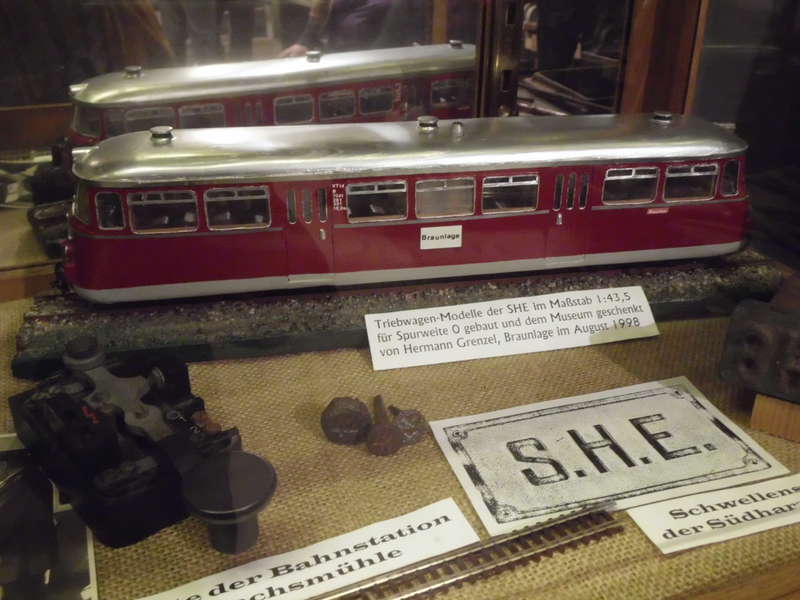 Braunlage
Triebwagen-Modelle der SHE im Maßstab 1:43,5
für Spurweite 0 gebaut und dem Museum geschenkt
von Hermann Grenzel, Braunlage im August 1998
S.H.E.
der Bahnstation
Schwellens
der Südhar